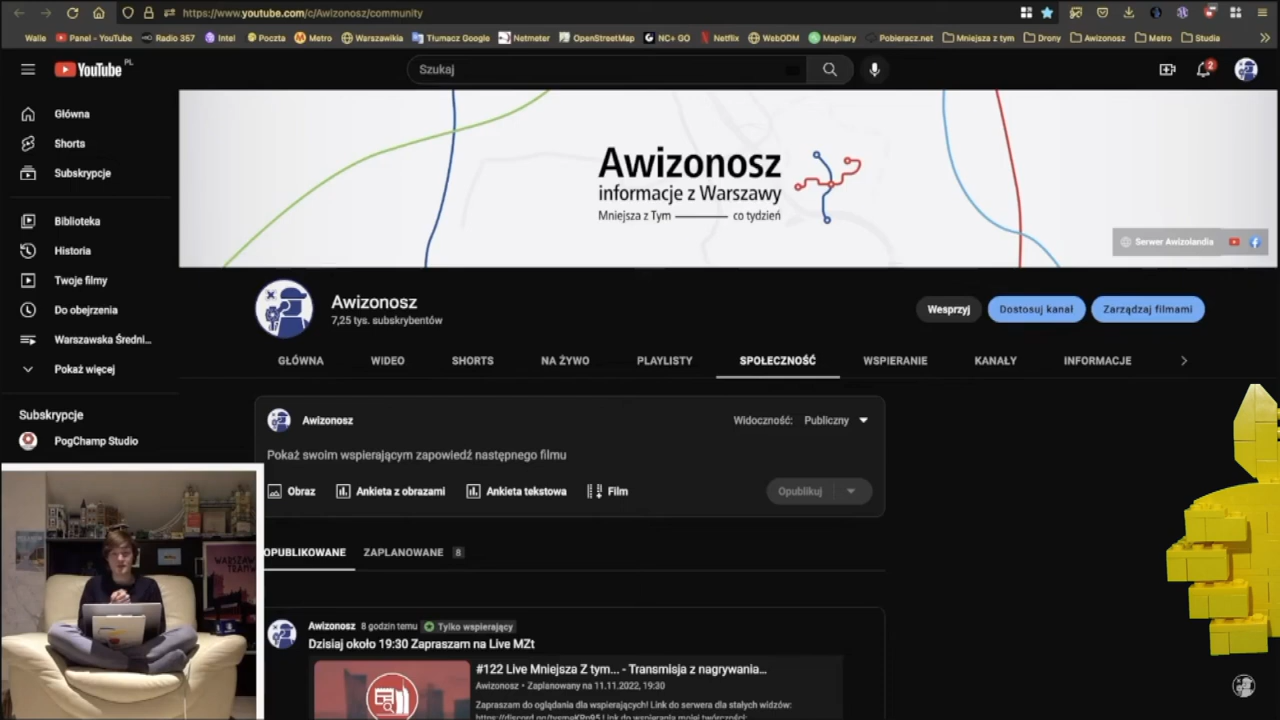 https://www.youtube.com/c/Awizonosz/community
Walle Panel - YouTube Radio 357 Intel Poczta Metro Warszawikia Tłumacz Google Netmeter OpenStreetMap NC+ GO Netflix WebODM Mapilary Pobieracz.net Mniejsza z tym Drony Awizonosz Metro Studia
YouTube PL
Szukaj
2
Główna
Shorts
Subskrypcje
Biblioteka
Historia
Twoje filmy
Do obejrzenia
Warszawska Średni...
Pokaż więcej
Subskrypcje
PogChamp Studio
Awizonosz
informacje z Warszawy
Mniejsza z Tym co tydzień
Serwer Awizolandia
Awizonosz
7,25 tys. subskrybentów
Wesprzyj Dostosuj kanał Zarządzaj filmami
GŁÓWNA WIDEO SHORTS NA ŻYWO PLAYLISTY SPOŁECZNOŚĆ WSPIERANIE KANAŁY INFORMACJE
Awizonosz Widoczność: Publiczny
Pokaż swoim wspierającym zapowiedź następnego filmu
Obraz Ankieta z obrazami Ankieta tekstowa Film Opublikuj
OPUBLIKOWANE ZAPLANOWANE 8
Awizonosz 8 godzin temu Tylko wspierający
Dzisiaj około 19:30 Zapraszam na Live MZt
#122 Live Mniejsza Z tym... - Transmisja z nagrywania...
Awizonosz • Zaplanowany na 11.11.2022, 19:30
Zapraszam do oglądania dla wspierających! Link do serwera dla stałych widzów:
Link do wspierania mojej twórczości: